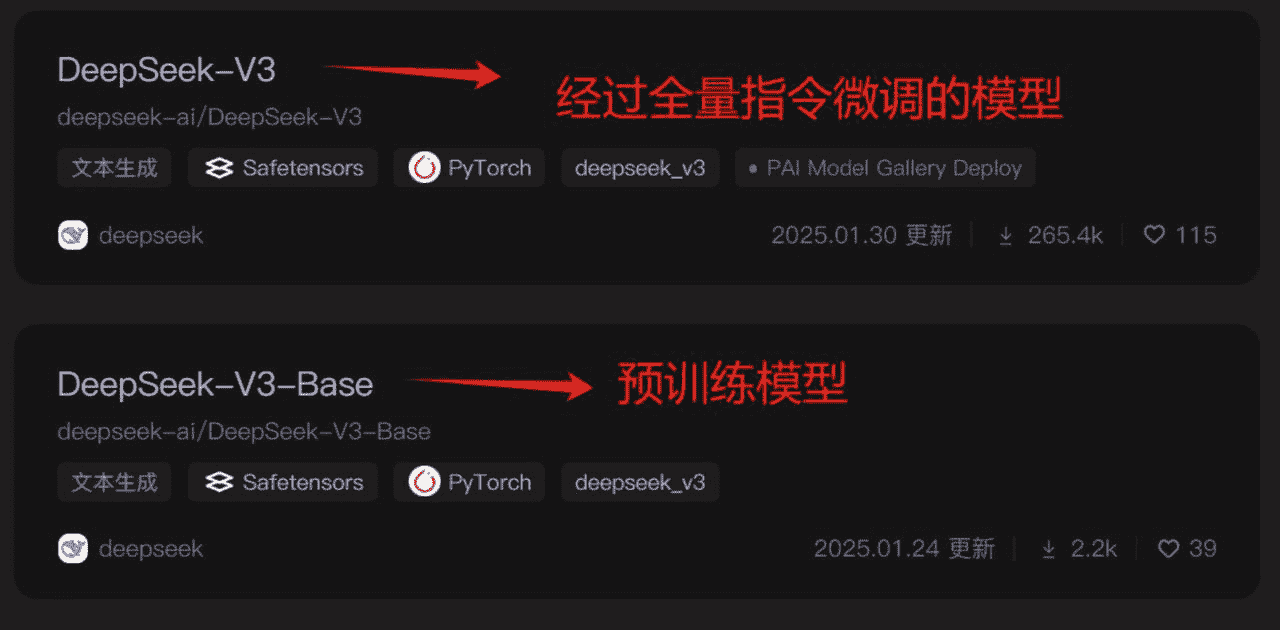 DeepSeek-V3
经过全量指令微调的模型
deepseek-ai/DeepSeek-V3
文本生成 Safetensors PyTorch deepseek_v3 • PAI Model Gallery Deploy
deepseek 2025.01.30 更新 265.4k 115
DeepSeek-V3-Base 预训练模型
deepseek-ai/DeepSeek-V3-Base
文本生成 Safetensors PyTorch deepseek_v3
deepseek 2025.01.24 更新 2.2k 39